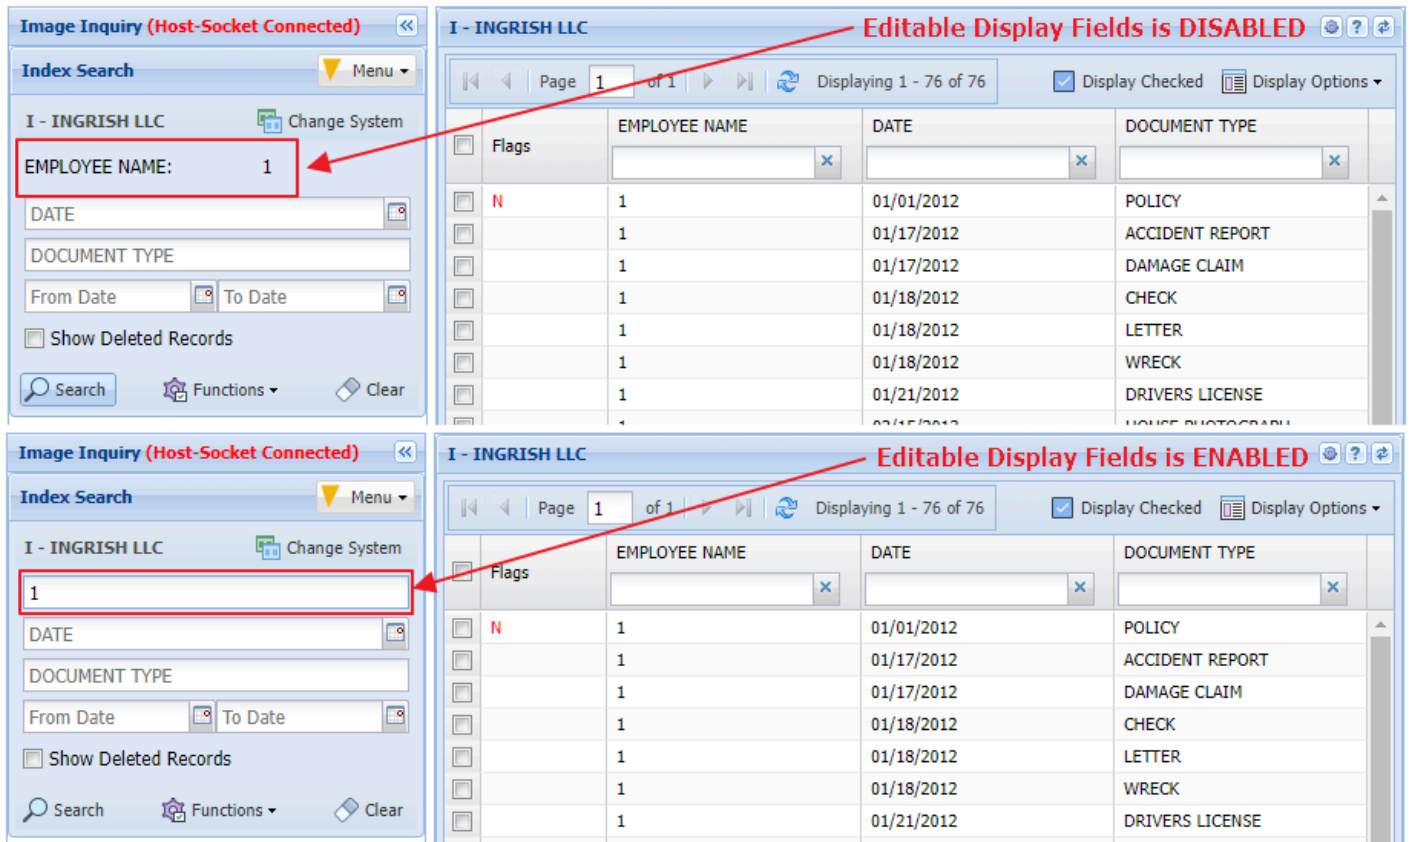 Image Inquiry (Host-Socket Connected)
I - INGRISH LLC
Editable Display Fields is DISABLED
Index Search
Menu
Page 1 of 1
Displaying 1 - 76 of 76
Display Checked
Display Options
I - INGRISH LLC
Change System
Flags
EMPLOYEE NAME
DATE
DOCUMENT TYPE
EMPLOYEE NAME: 1
DATE
DOCUMENT TYPE
From Date
To Date
Show Deleted Records
Search
Functions
Clear
N 1 01/01/2012 POLICY
1 01/17/2012 ACCIDENT REPORT
1 01/17/2012 DAMAGE CLAIM
1 01/18/2012 CHECK
1 01/18/2012 LETTER
1 01/18/2012 WRECK
1 01/21/2012 DRIVERS LICENSE
Image Inquiry (Host-Socket Connected)
I - INGRISH LLC
Editable Display Fields is ENABLED
Index Search
Menu
Page 1 of 1
Displaying 1 - 76 of 76
Display Checked
Display Options
I - INGRISH LLC
Change System
Flags
EMPLOYEE NAME
DATE
DOCUMENT TYPE
1
DATE
DOCUMENT TYPE
From Date
To Date
Show Deleted Records
Search
Functions
Clear
N 1 01/01/2012 POLICY
1 01/17/2012 ACCIDENT REPORT
1 01/17/2012 DAMAGE CLAIM
1 01/18/2012 CHECK
1 01/18/2012 LETTER
1 01/18/2012 WRECK
1 01/21/2012 DRIVERS LICENSE